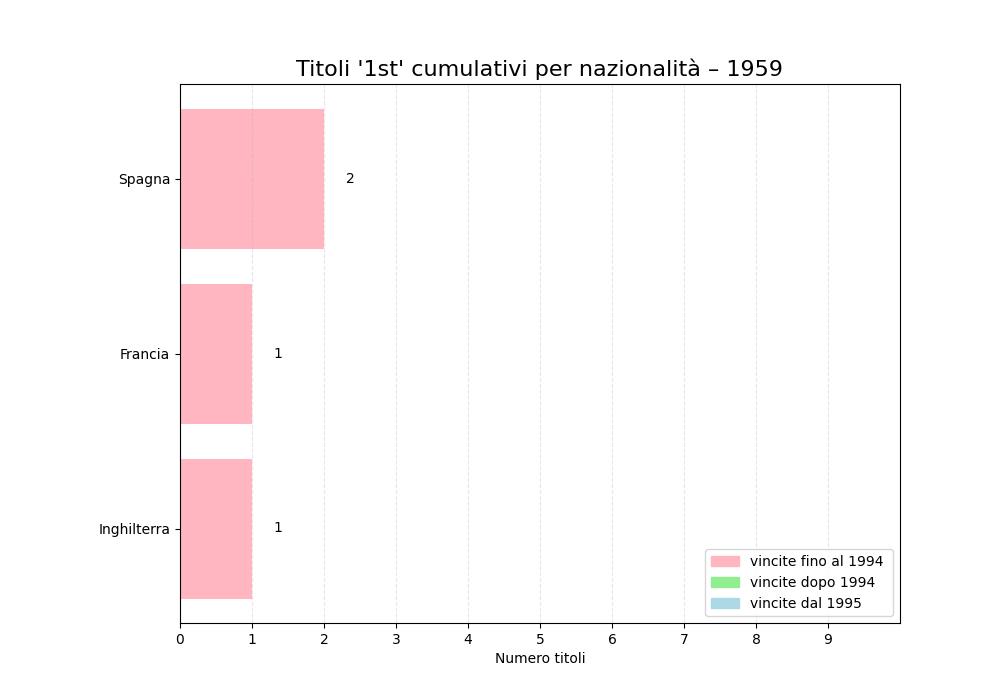 Titoli '1st' cumulativi per nazionalità – 1959
Spagna
2
Francia
1
Inghilterra
1
vincite fino al 1994
vincite dopo 1994
vincite dal 1995
0 1 2 3 4 5 6 7 8 9
Numero titoli